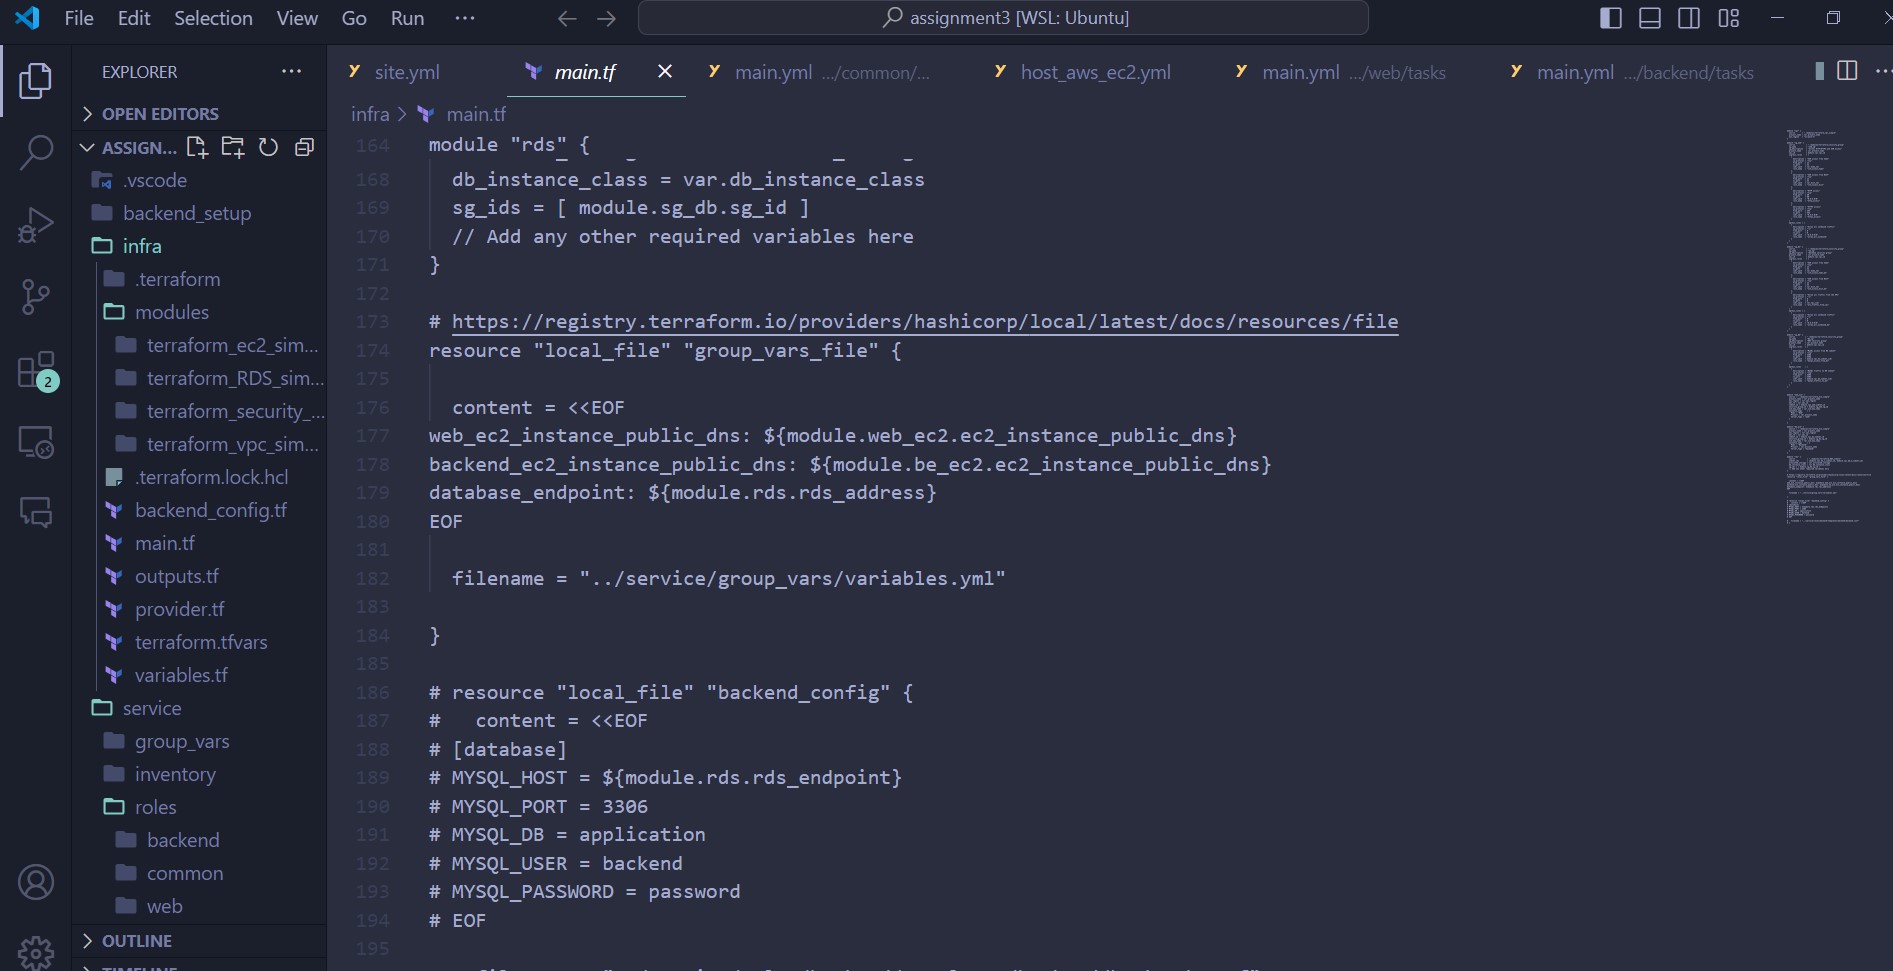 File Edit Selection View Go Run ···
assignment3 [WSL: Ubuntu]
EXPLORER ···
OPEN EDITORS
ASSIGN...
.vscode
backend_setup
infra
.terraform
modules
terraform_ec2_sim...
terraform_RDS_sim...
terraform_security_...
terraform_vpc_sim...
.terraform.lock.hcl
backend_config.tf
main.tf
outputs.tf
provider.tf
terraform.tfvars
variables.tf
service
group_vars
inventory
roles
backend
common
web
OUTLINE
TIMELINE
2
site.yml main.tf main.yml .../common/... host_aws_ec2.yml main.yml .../web/tasks main.yml .../backend/tasks
infra > main.tf
164 module "rds" {
168 db_instance_class = var.db_instance_class
169 sg_ids = [ module.sg_db.sg_id ]
170 // Add any other required variables here
171 }
172
173 # https://registry.terraform.io/providers/hashicorp/local/latest/docs/resources/file
174 resource "local_file" "group_vars_file" {
175
176 content = <<EOF
177 web_ec2_instance_public_dns: ${module.web_ec2.ec2_instance_public_dns}
178 backend_ec2_instance_public_dns: ${module.be_ec2.ec2_instance_public_dns}
179 database_endpoint: ${module.rds.rds_address}
180 EOF
181
182 filename = "../service/group_vars/variables.yml"
183
184 }
185
186 # resource "local_file" "backend_config" {
187 #   content = <<EOF
188 # [database]
189 # MYSQL_HOST = ${module.rds.rds_endpoint}
190 # MYSQL_PORT = 3306
191 # MYSQL_DB = application
192 # MYSQL_USER = backend
193 # MYSQL_PASSWORD = password
194 # EOF
195